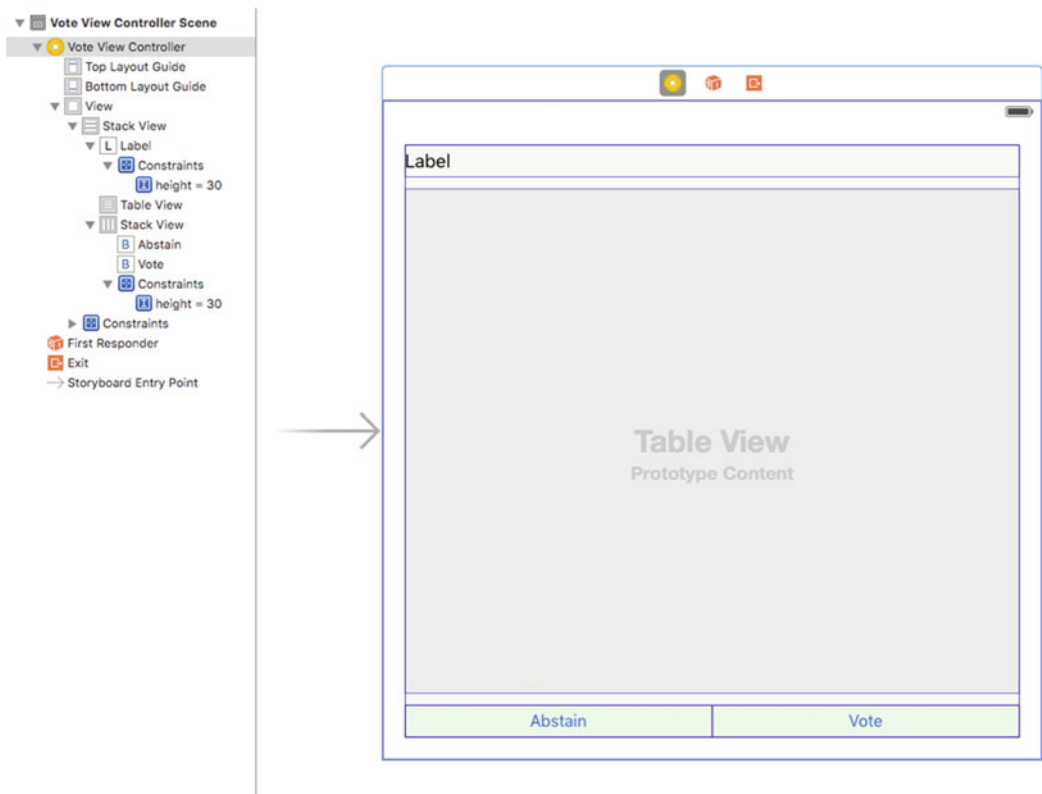 Vote View Controller Scene
Vote View Controller
Top Layout Guide
Bottom Layout Guide
View
Stack View
L Label
Constraints
height = 30
Table View
Stack View
B Abstain
B Vote
Constraints
height = 30
Constraints
First Responder
Exit
Storyboard Entry Point
Label
Table View
Prototype Content
Abstain
Vote